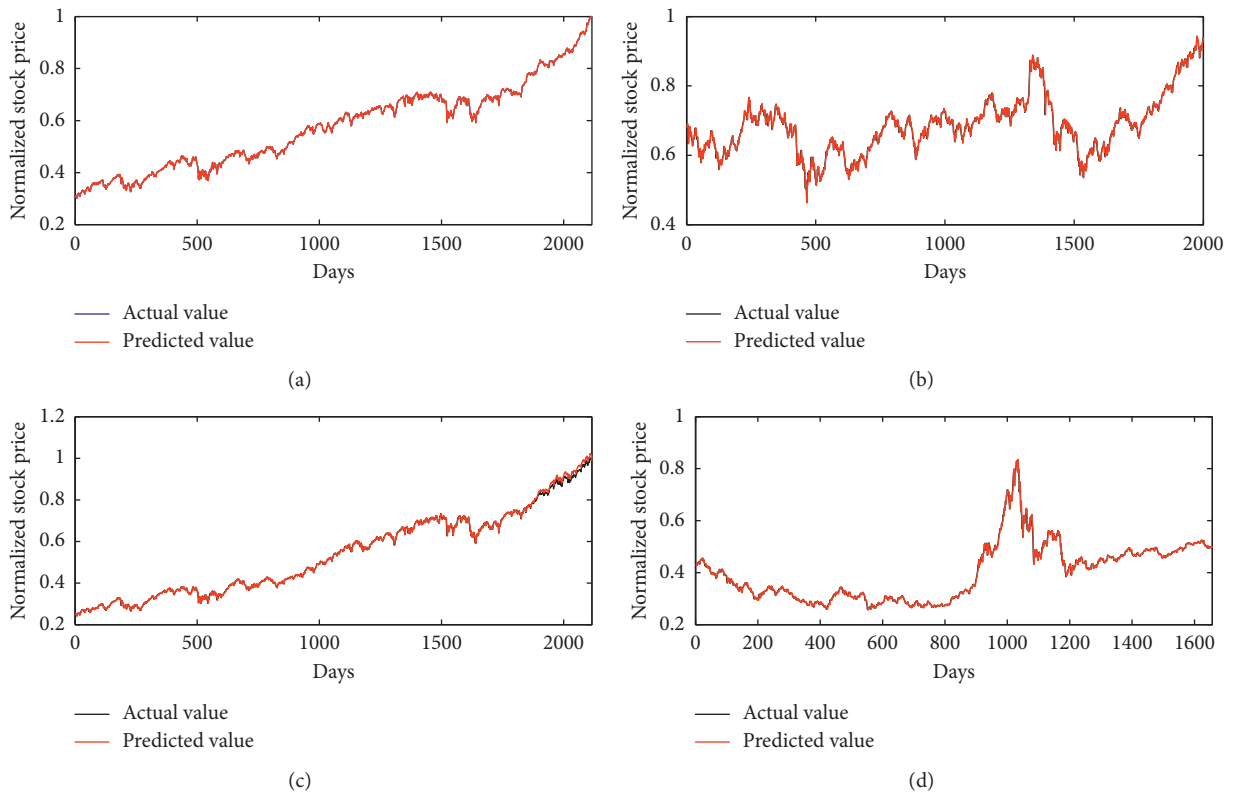 Normalized stock price
1
0.8
0.6
0.4
0.2
0 500 1000 1500 2000
Days
Actual value
Predicted value
(a)
Normalized stock price
1
0.8
0.6
0.4
0 500 1000 1500 2000
Days
Actual value
Predicted value
(b)
Normalized stock price
1.2
1
0.8
0.6
0.4
0.2
0 500 1000 1500 2000
Days
Actual value
Predicted value
(c)
Normalized stock price
1
0.8
0.6
0.4
0.2
0 200 400 600 800 1000 1200 1400 1600
Days
Actual value
Predicted value
(d)